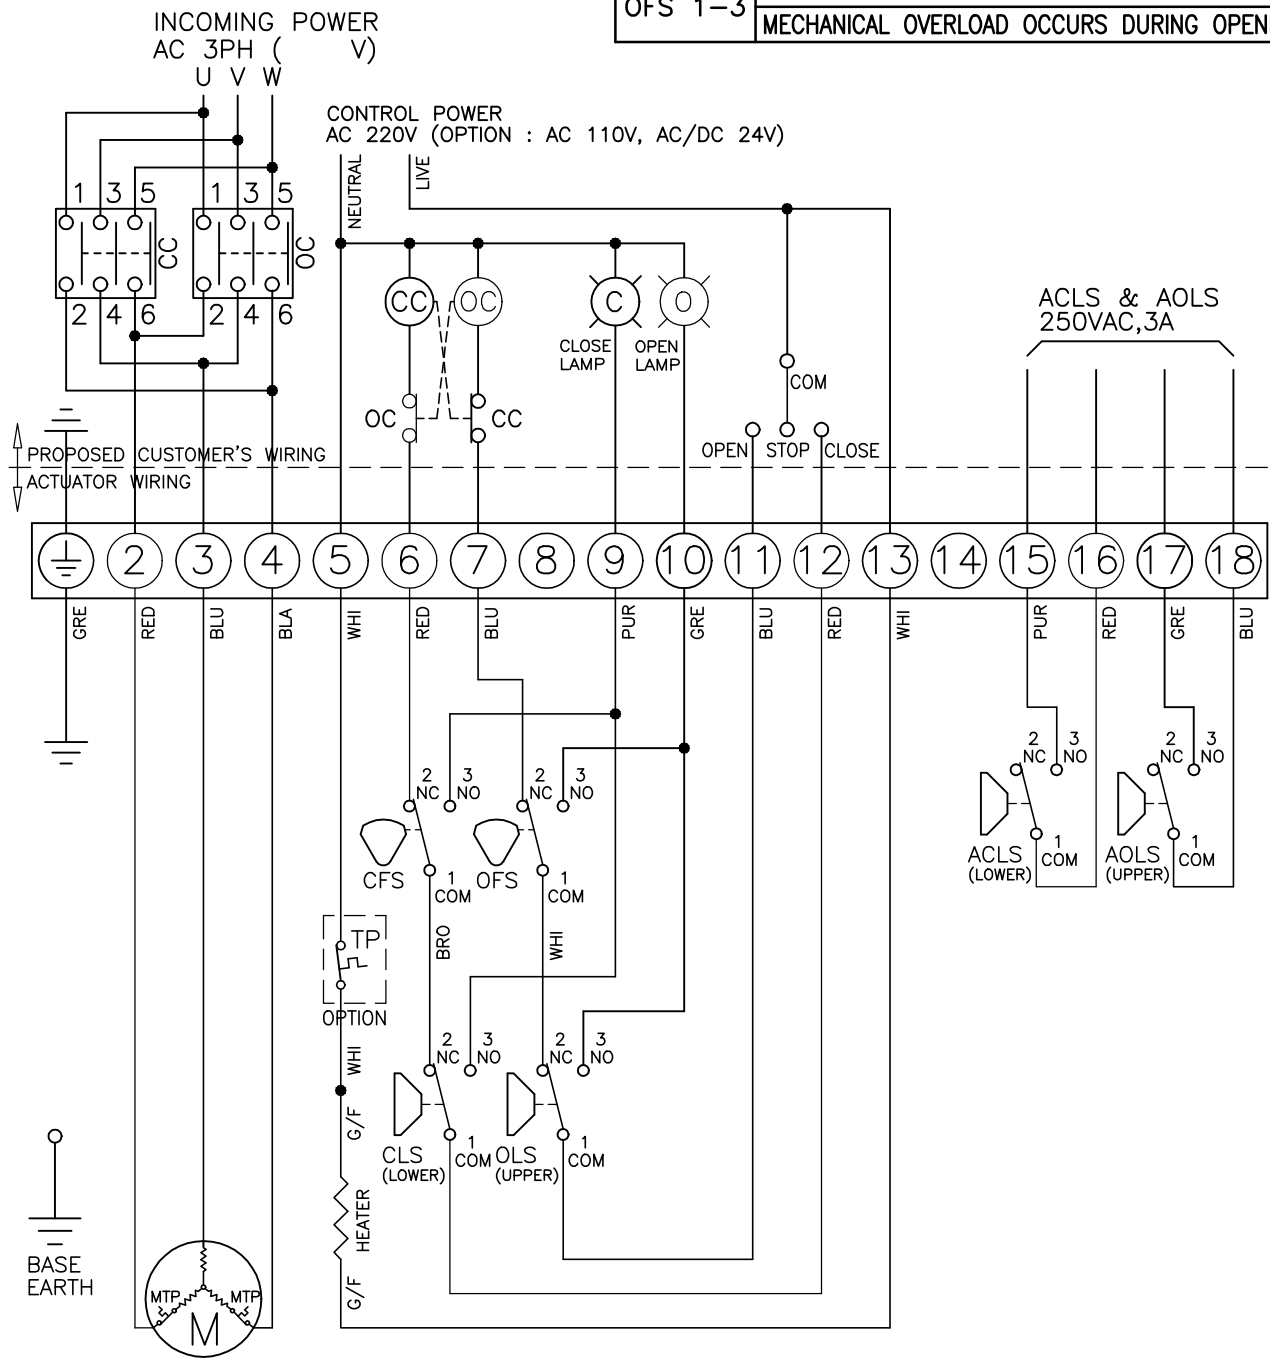 OFS 1-3
MECHANICAL OVERLOAD OCCURS DURING OPEN
INCOMING POWER
AC 3PH ( V)
U V W
CONTROL POWER
AC 220V (OPTION : AC 110V, AC/DC 24V)
NEUTRAL
LIVE
1 3 5
1 3 5
CC
OC
2 4 6
2 4 6
CC OC C O
CLOSE
LAMP
OPEN
LAMP
OC
CC
COM
OPEN STOP CLOSE
ACLS & AOLS
250VAC,3A
PROPOSED CUSTOMER'S WIRING
ACTUATOR WIRING
2 3 4 5 6 7 8 9 10 11 12 13 14 15 16 17 18
GRE RED BLU BLA WHI RED BLU PUR GRE BLU RED WHI PUR RED GRE BLU
2 3
NC NO
1
COM
ACLS
(LOWER)
2 3
NC NO
1
COM
AOLS
(UPPER)
2 3
NC NO
CFS
1
COM
2 3
NC NO
OFS
1
COM
BRO
WHI
TP
OPTION
WHI
G/F
2 3
NC NO
1
COM
CLS
(LOWER)
2 3
NC NO
1
COM
OLS
(UPPER)
HEATER
G/F
BASE
EARTH
MTP MTP
M